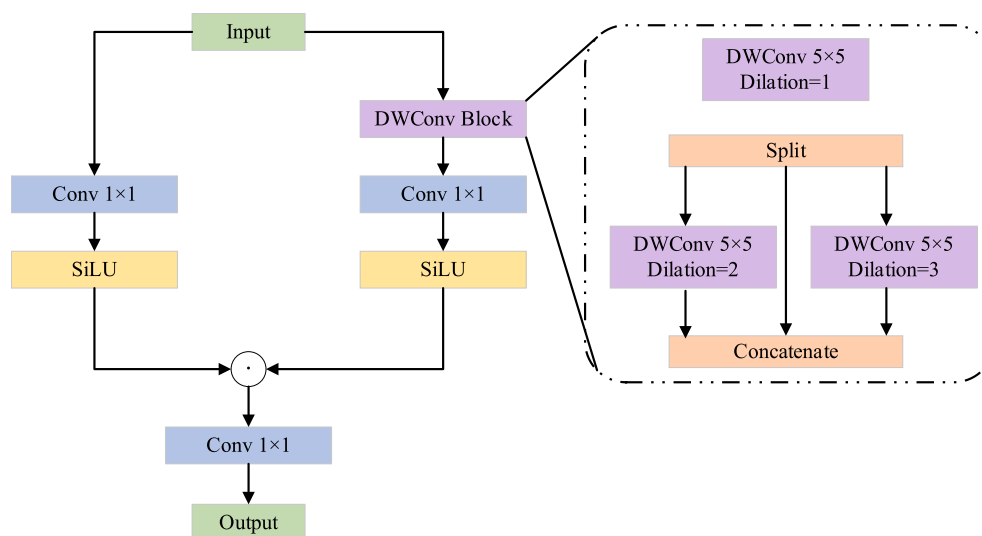 Input
DWConv Block
Conv 1×1
Conv 1×1
SiLU
SiLU
·
Conv 1×1
Output
DWConv 5×5
Dilation=1
Split
DWConv 5×5
Dilation=2
DWConv 5×5
Dilation=3
Concatenate